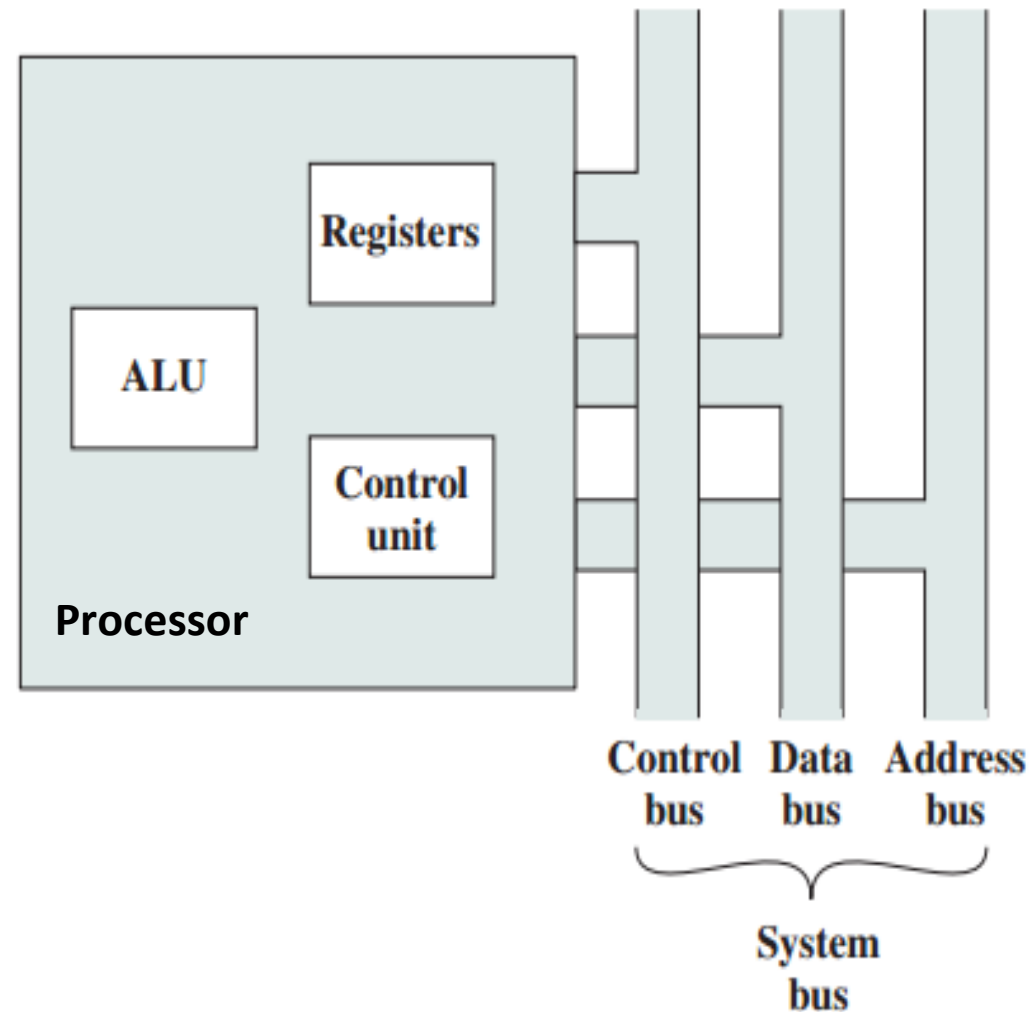 Registers
ALU
Control
unit
Processor
Control Data Address
bus bus bus
System
bus